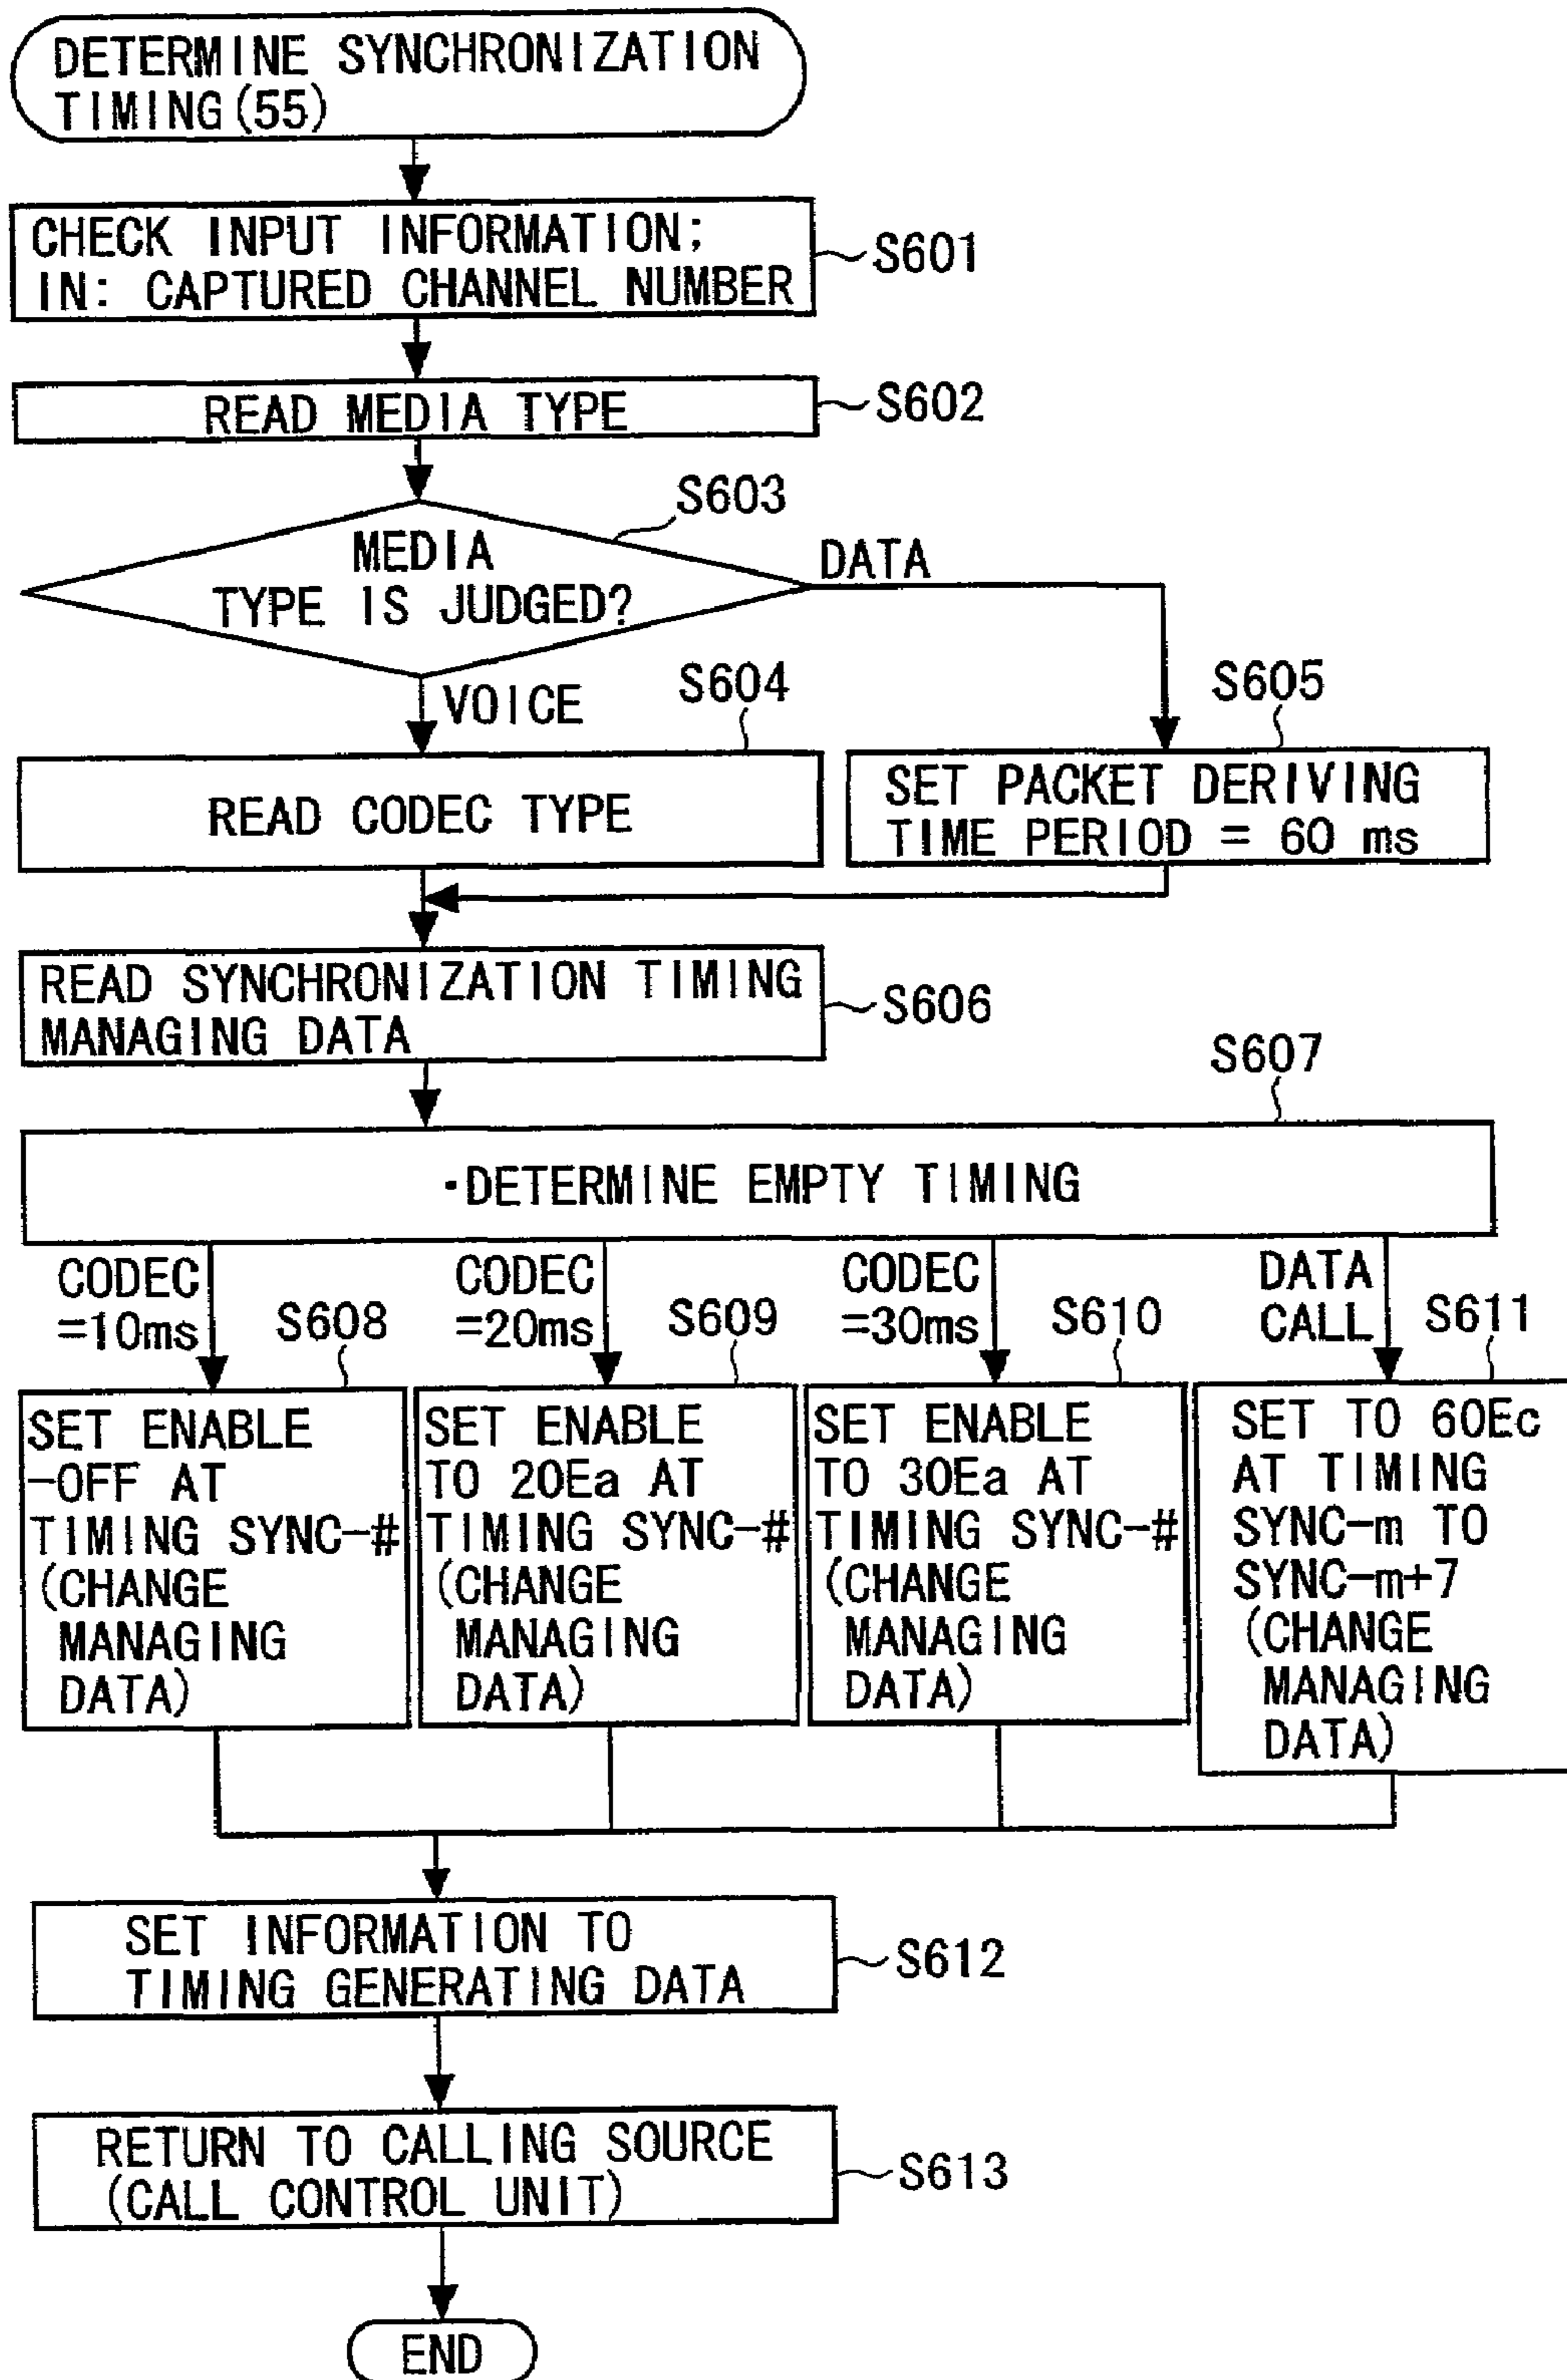 DETERMINE SYNCHRONIZATION
TIMING(55)
CHECK INPUT INFORMATION;
IN: CAPTURED CHANNEL NUMBER
S601
READ MEDIA TYPE
S602
S603
MEDIA
TYPE IS JUDGED?
DATA
VOICE
S604
READ CODEC TYPE
S605
SET PACKET DERIVING
TIME PERIOD = 60 ms
READ SYNCHRONIZATION TIMING
MANAGING DATA
S606
S607
·DETERMINE EMPTY TIMING
CODEC
=10ms
S608
SET ENABLE
-OFF AT
TIMING SYNC-#
(CHANGE
MANAGING
DATA)
CODEC
=20ms
S609
SET ENABLE
TO 20Ea AT
TIMING SYNC-#
(CHANGE
MANAGING
DATA)
CODEC
=30ms
S610
SET ENABLE
TO 30Ea AT
TIMING SYNC-#
(CHANGE
MANAGING
DATA)
DATA
CALL
S611
SET TO 60Ec
AT TIMING
SYNC-m TO
SYNC-m+7
(CHANGE
MANAGING
DATA)
SET INFORMATION TO
TIMING GENERATING DATA
S612
RETURN TO CALLING SOURCE
(CALL CONTROL UNIT)
S613
END